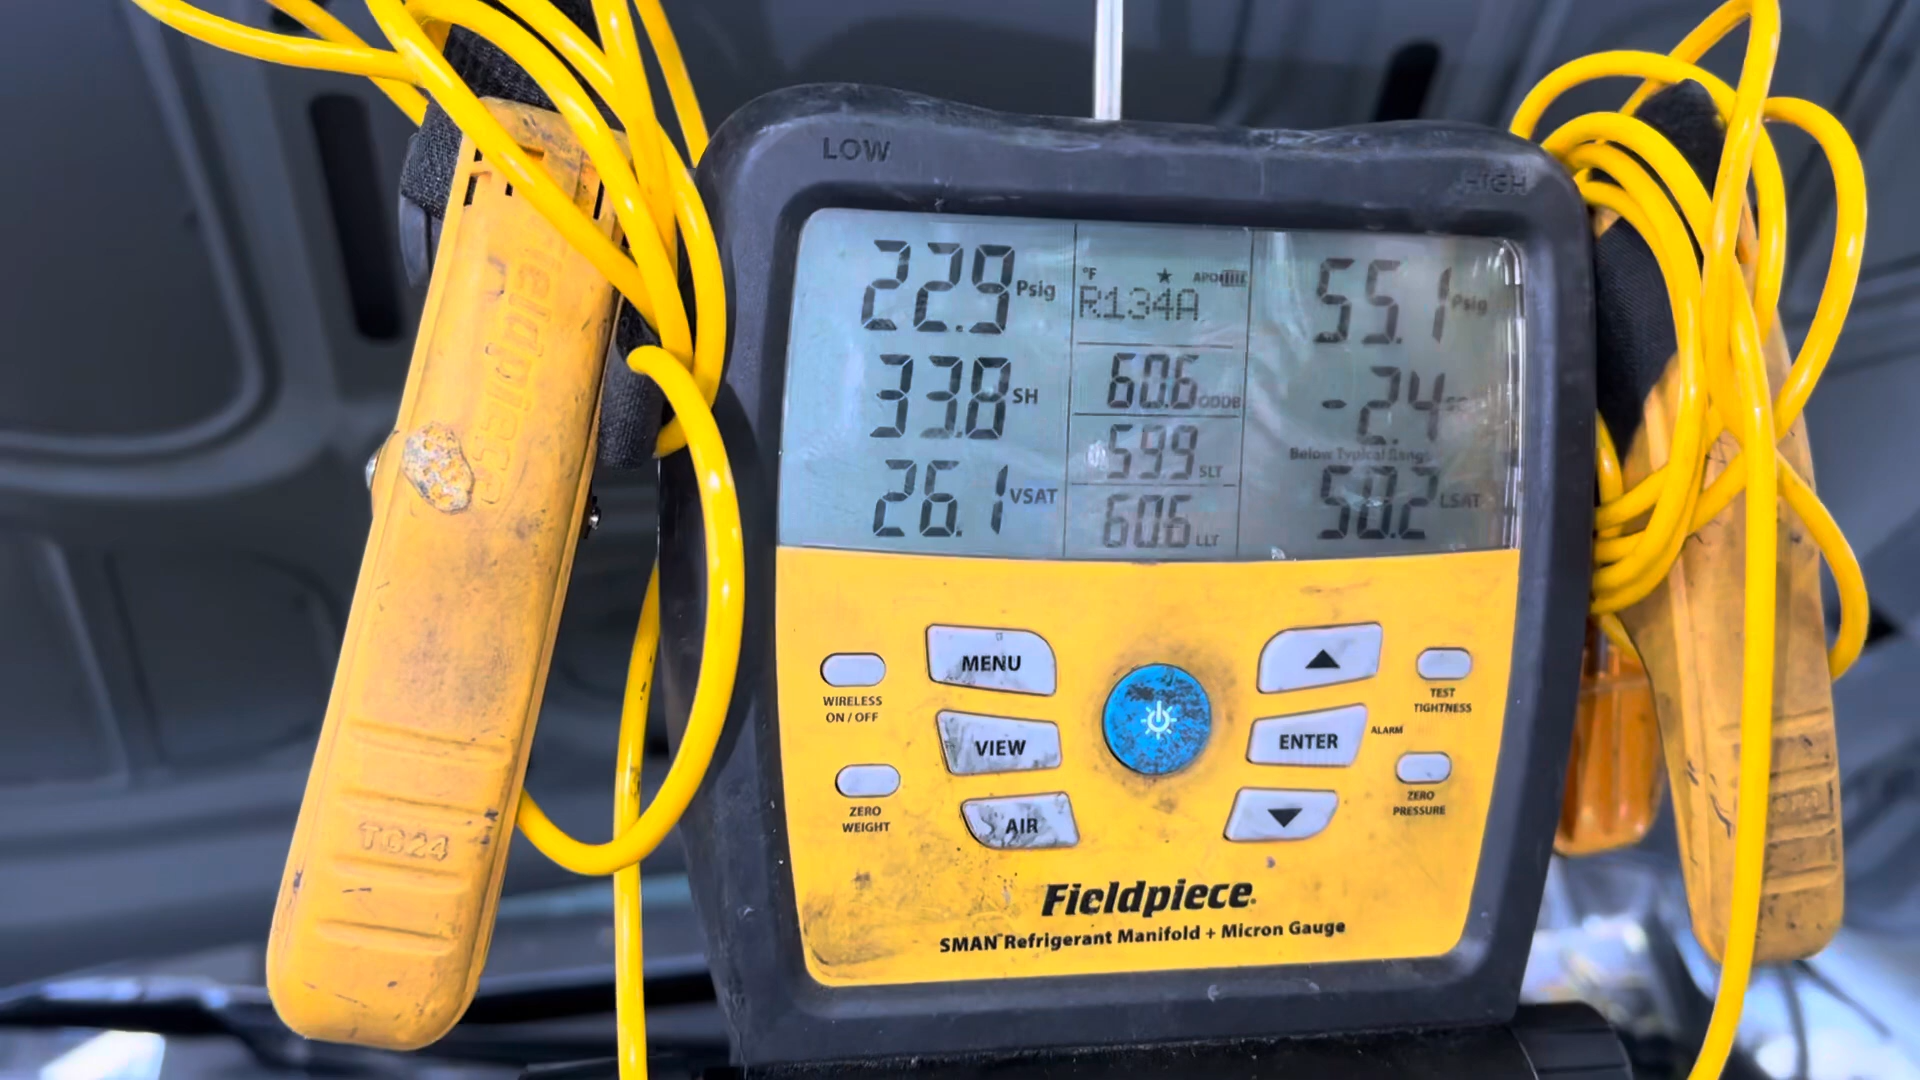 LOW
HIGH
Fieldpiece
TC24
22.9 Psig
33.8 SH
26.1 VSAT
°F
APO
R134A
60.6 ODDB
59.9 SLT
60.6 LLT
55.1 Psig
-2.4
Below Typical Range
50.2 LSAT
MENU
VIEW
AIR
WIRELESS
ON / OFF
ZERO
WEIGHT
ENTER
ALARM
TEST
TIGHTNESS
ZERO
PRESSURE
Fieldpiece
SMAN™ Refrigerant Manifold + Micron Gauge